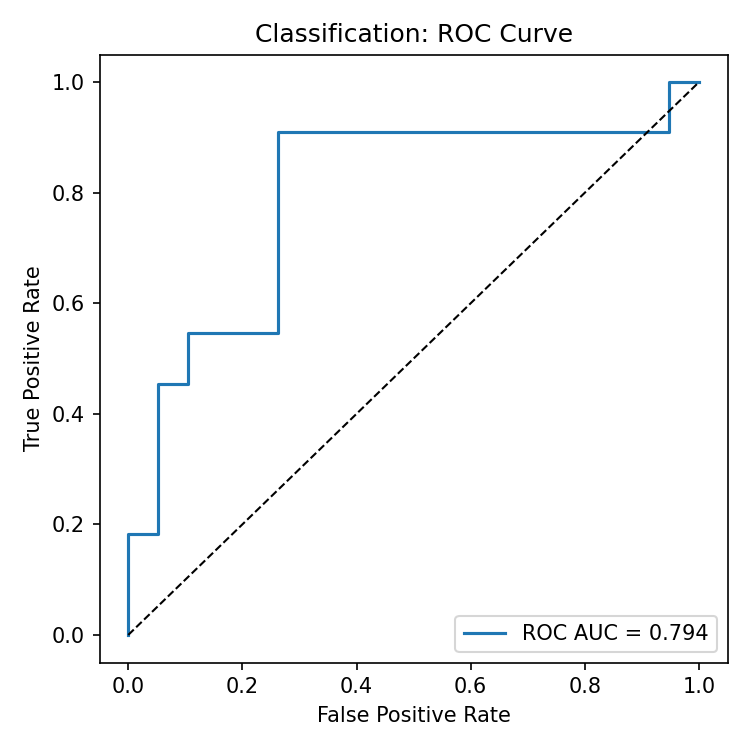 Classification: ROC Curve
True Positive Rate
1.0
0.8
0.6
0.4
0.2
0.0
ROC AUC = 0.794
0.0 0.2 0.4 0.6 0.8 1.0
False Positive Rate